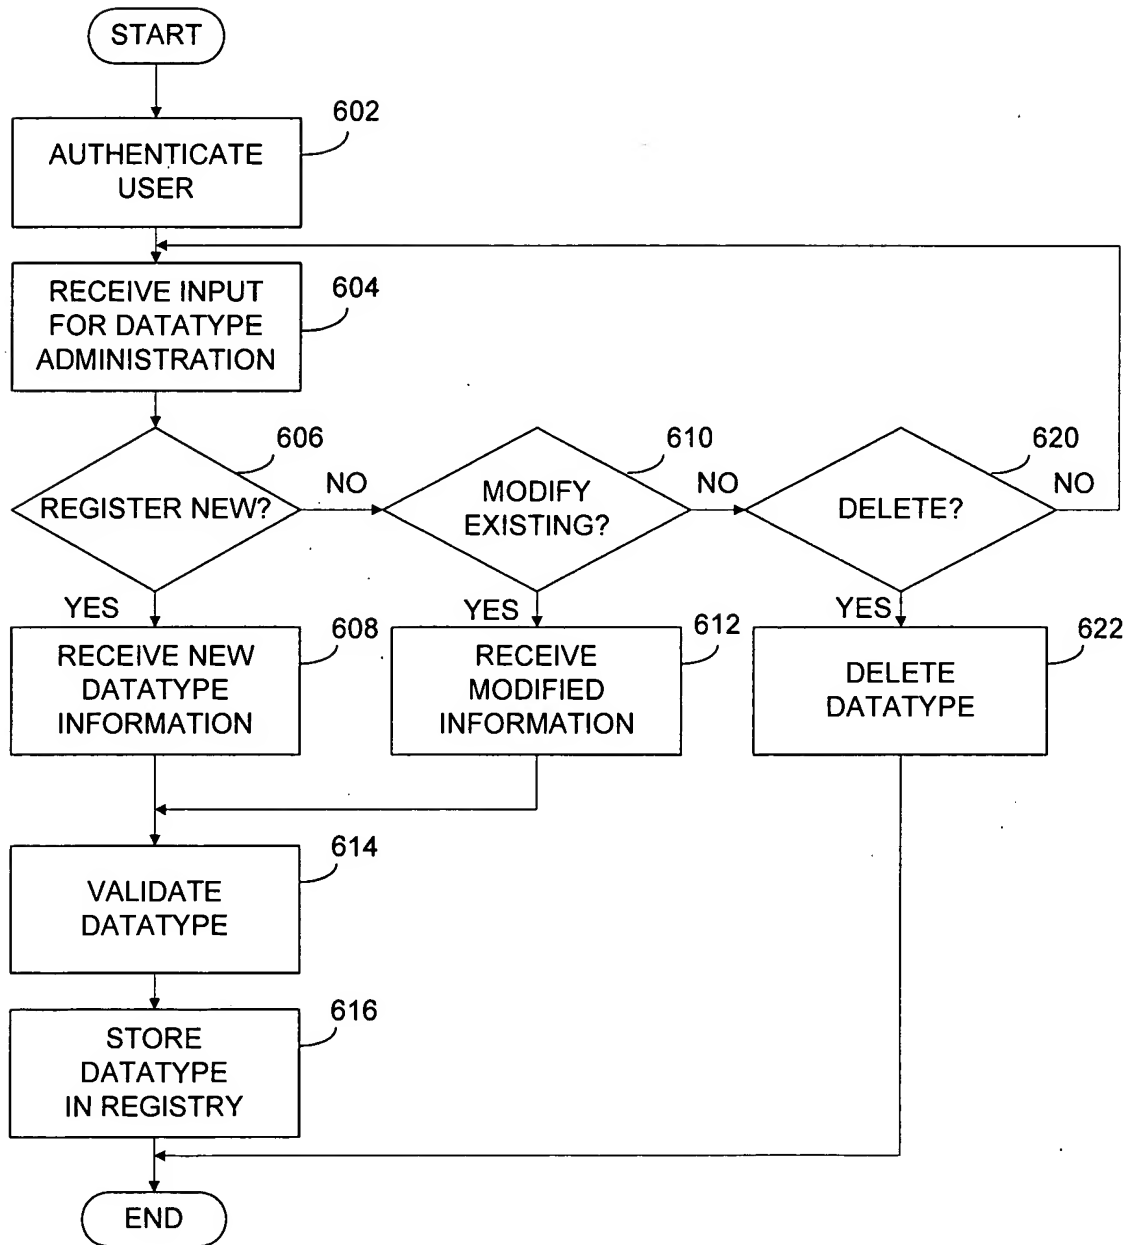 START
602
AUTHENTICATE
USER
RECEIVE INPUT
FOR DATATYPE
ADMINISTRATION
604
606
REGISTER NEW?
NO
610
MODIFY
EXISTING?
NO
620
DELETE?
NO
YES
YES
YES
608
RECEIVE NEW
DATATYPE
INFORMATION
612
RECEIVE
MODIFIED
INFORMATION
622
DELETE
DATATYPE
614
VALIDATE
DATATYPE
616
STORE
DATATYPE
IN REGISTRY
END